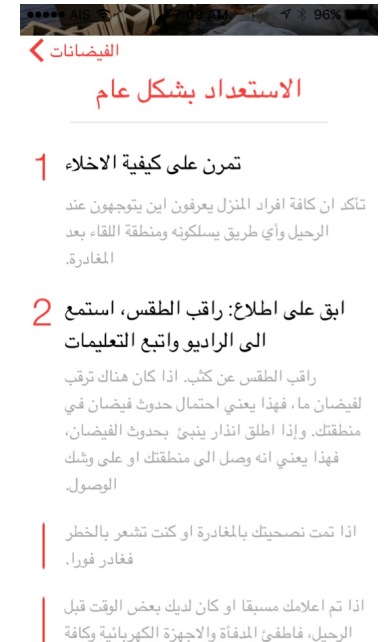 AIS 7:09 AM 96%
الفيضانات
الاستعداد بشكل عام
1 تمرن على كيفية الاخلاء
تأكد ان كافة افراد المنزل يعرفون اين يتوجهون عند
الرحيل وأي طريق يسلكونه ومنطقة اللقاء بعد
المغادرة.
2 ابق على اطلاع: راقب الطقس، استمع
الى الراديو واتبع التعليمات
راقب الطقس عن كثب. اذا كان هناك ترقب
لفيضان ما، فهذا يعني احتمال حدوث فيضان في
منطقتك. وإذا اطلق انذار ينبئ بحدوث الفيضان،
فهذا يعني انه وصل الى منطقتك او على وشك
الوصول.
اذا تمت نصحيتك بالمغادرة او كنت تشعر بالخطر
فغادر فورا.
اذا تم اعلامك مسبقا او كان لديك بعض الوقت قبل
الرحيل، فاطفئ المدفأة والاجهزة الكهربائية وكافة